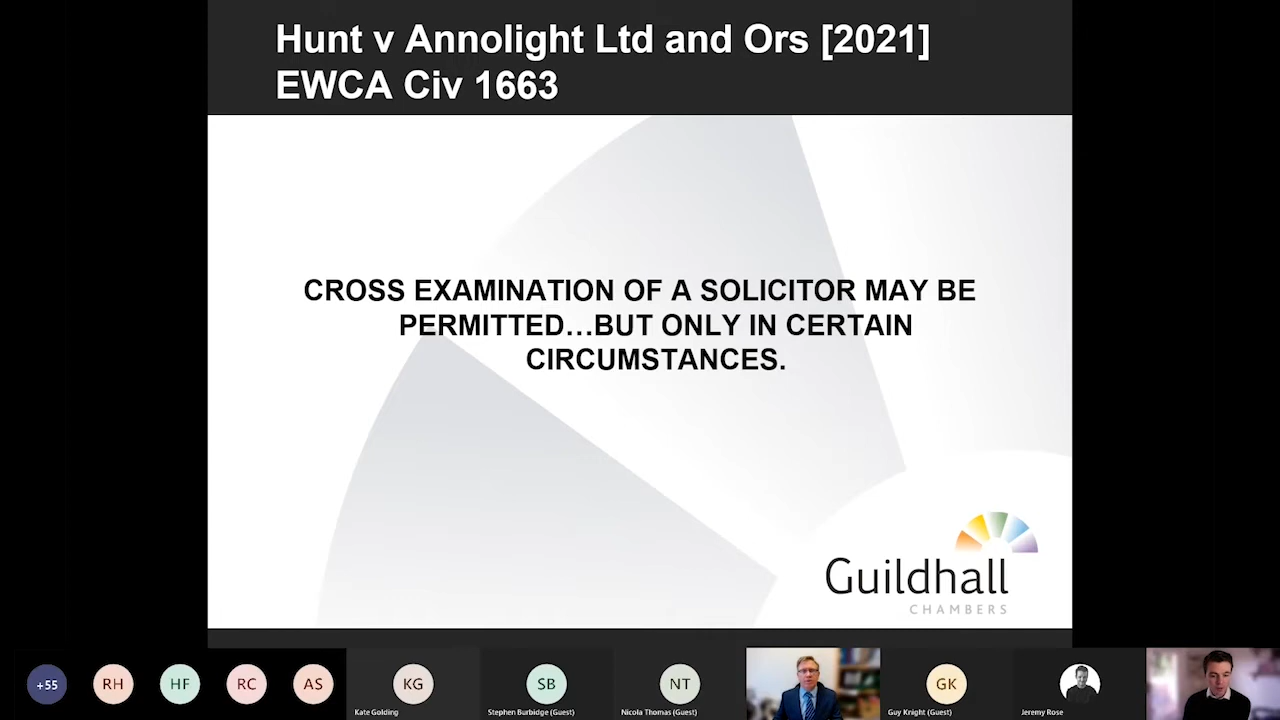 Hunt v Annolight Ltd and Ors [2021]
EWCA Civ 1663
CROSS EXAMINATION OF A SOLICITOR MAY BE
PERMITTED...BUT ONLY IN CERTAIN
CIRCUMSTANCES.
Guildhall
CHAMBERS
+55
RH
HF
RC
AS
KG
SB
NT
GK
Kate Golding
Stephen Burbidge (Guest)
Nicola Thomas (Guest)
Guy Knight (Guest)
Jeremy Rose